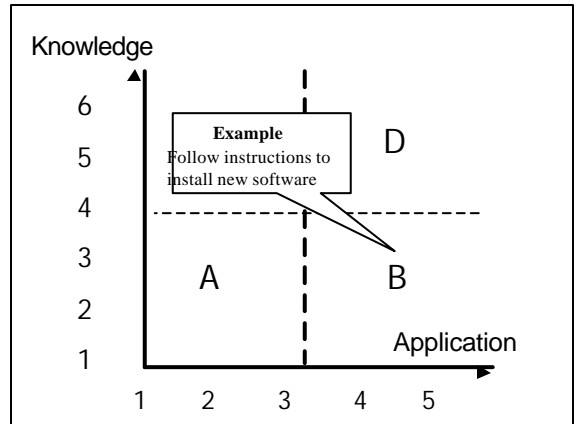 Knowledge
6
Example
5
Follow instructions to
D
install new software
4
3
A
B
2
Application
1
1 2 3 4 5